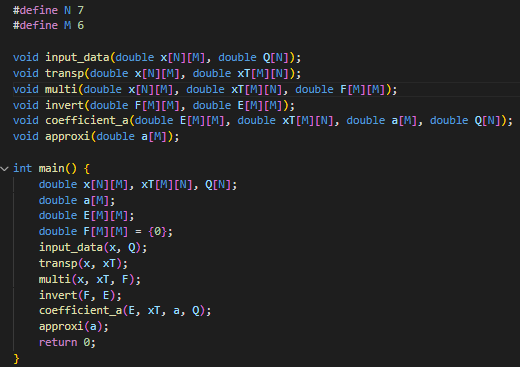 #define N 7
#define M 6
void input_data(double x[N][M], double Q[N]);
void transp(double x[N][M], double xT[M][N]);
void multi(double x[N][M], double xT[M][N], double F[M][M]);
void invert(double F[M][M], double E[M][M]);
void coefficient_a(double E[M][M], double xT[M][N], double a[M], double Q[N]);
void approxi(double a[M]);
int main() {
double x[N][M], xT[M][N], Q[N];
double a[M];
double E[M][M];
double F[M][M] = {0};
input_data(x, Q);
transp(x, xT);
multi(x, xT, F);
invert(F, E);
coefficient_a(E, xT, a, Q);
approxi(a);
return 0;
}